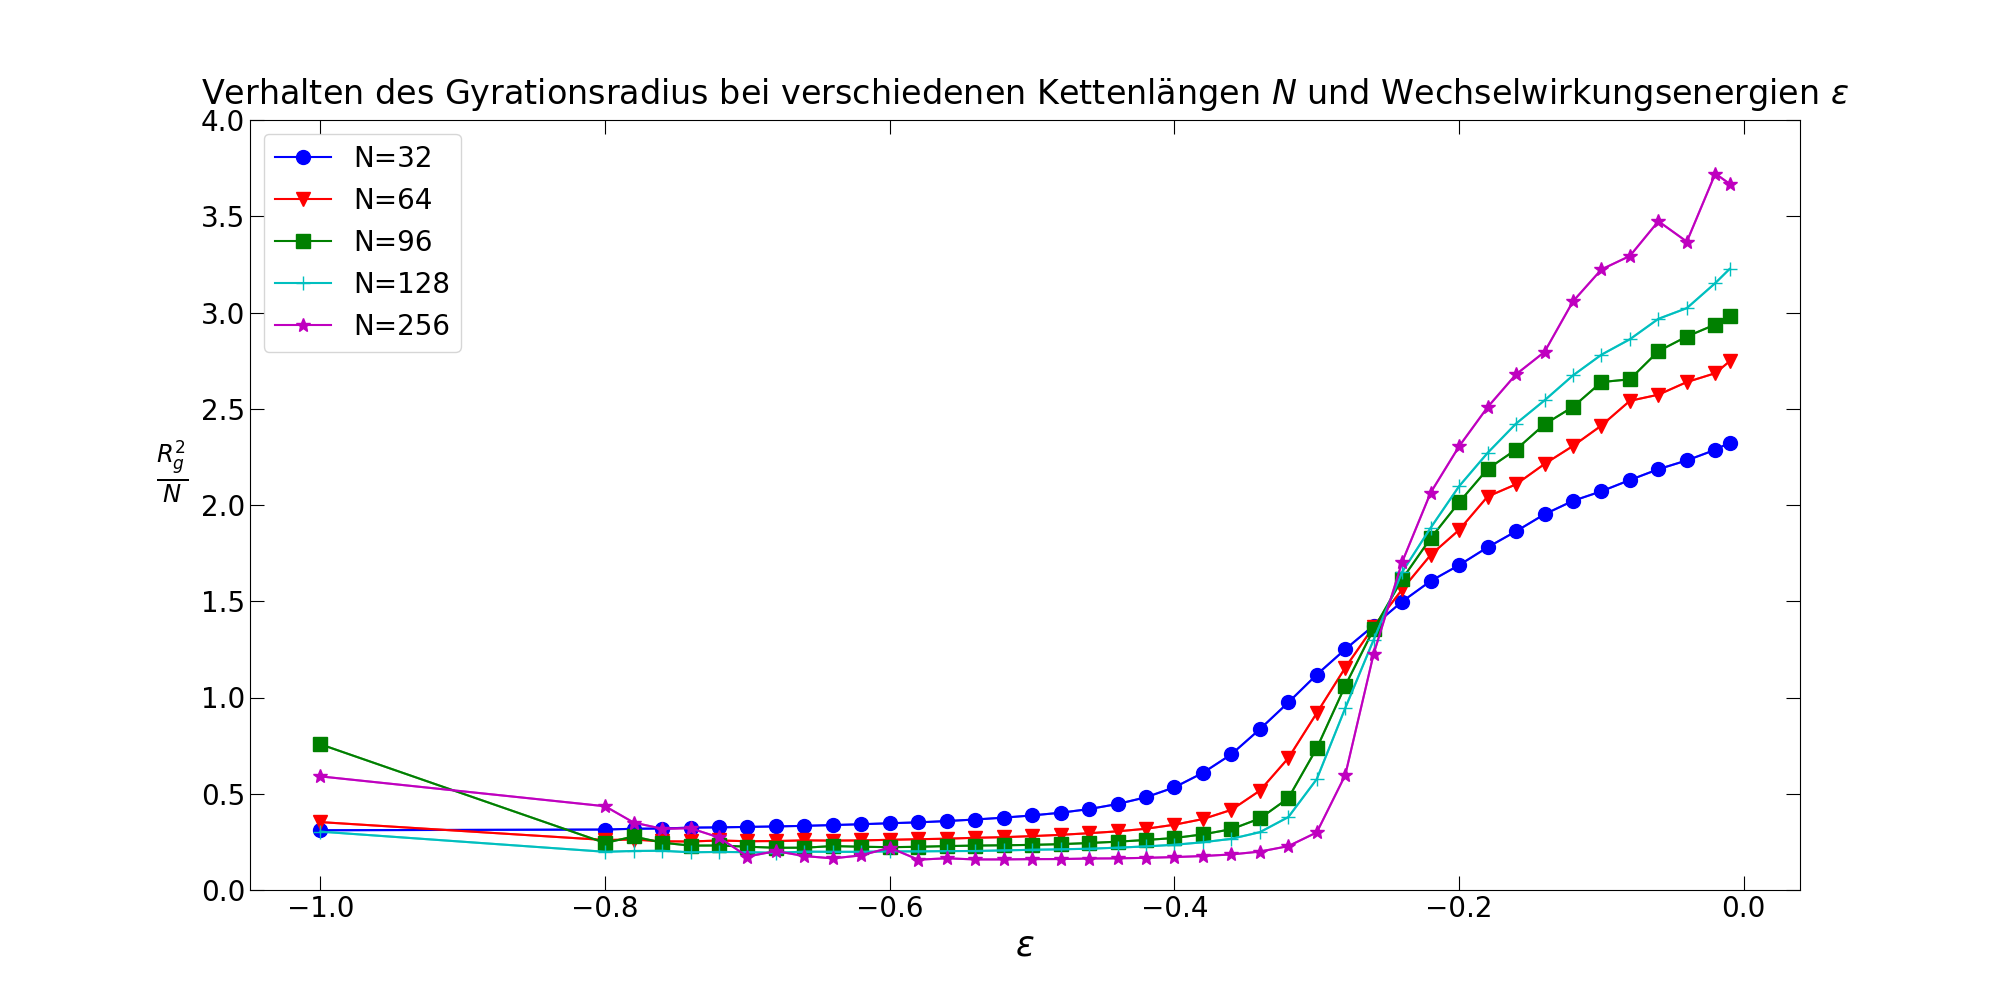 Verhalten des Gyrationsradius bei verschiedenen Kettenlängen N und Wechselwirkungsenergien ε
4.0
3.5
3.0
2.5
2.0
1.5
1.0
0.5
0.0
R_g^2
N
N=32
N=64
N=96
N=128
N=256
−1.0 −0.8 −0.6 −0.4 −0.2 0.0
ε